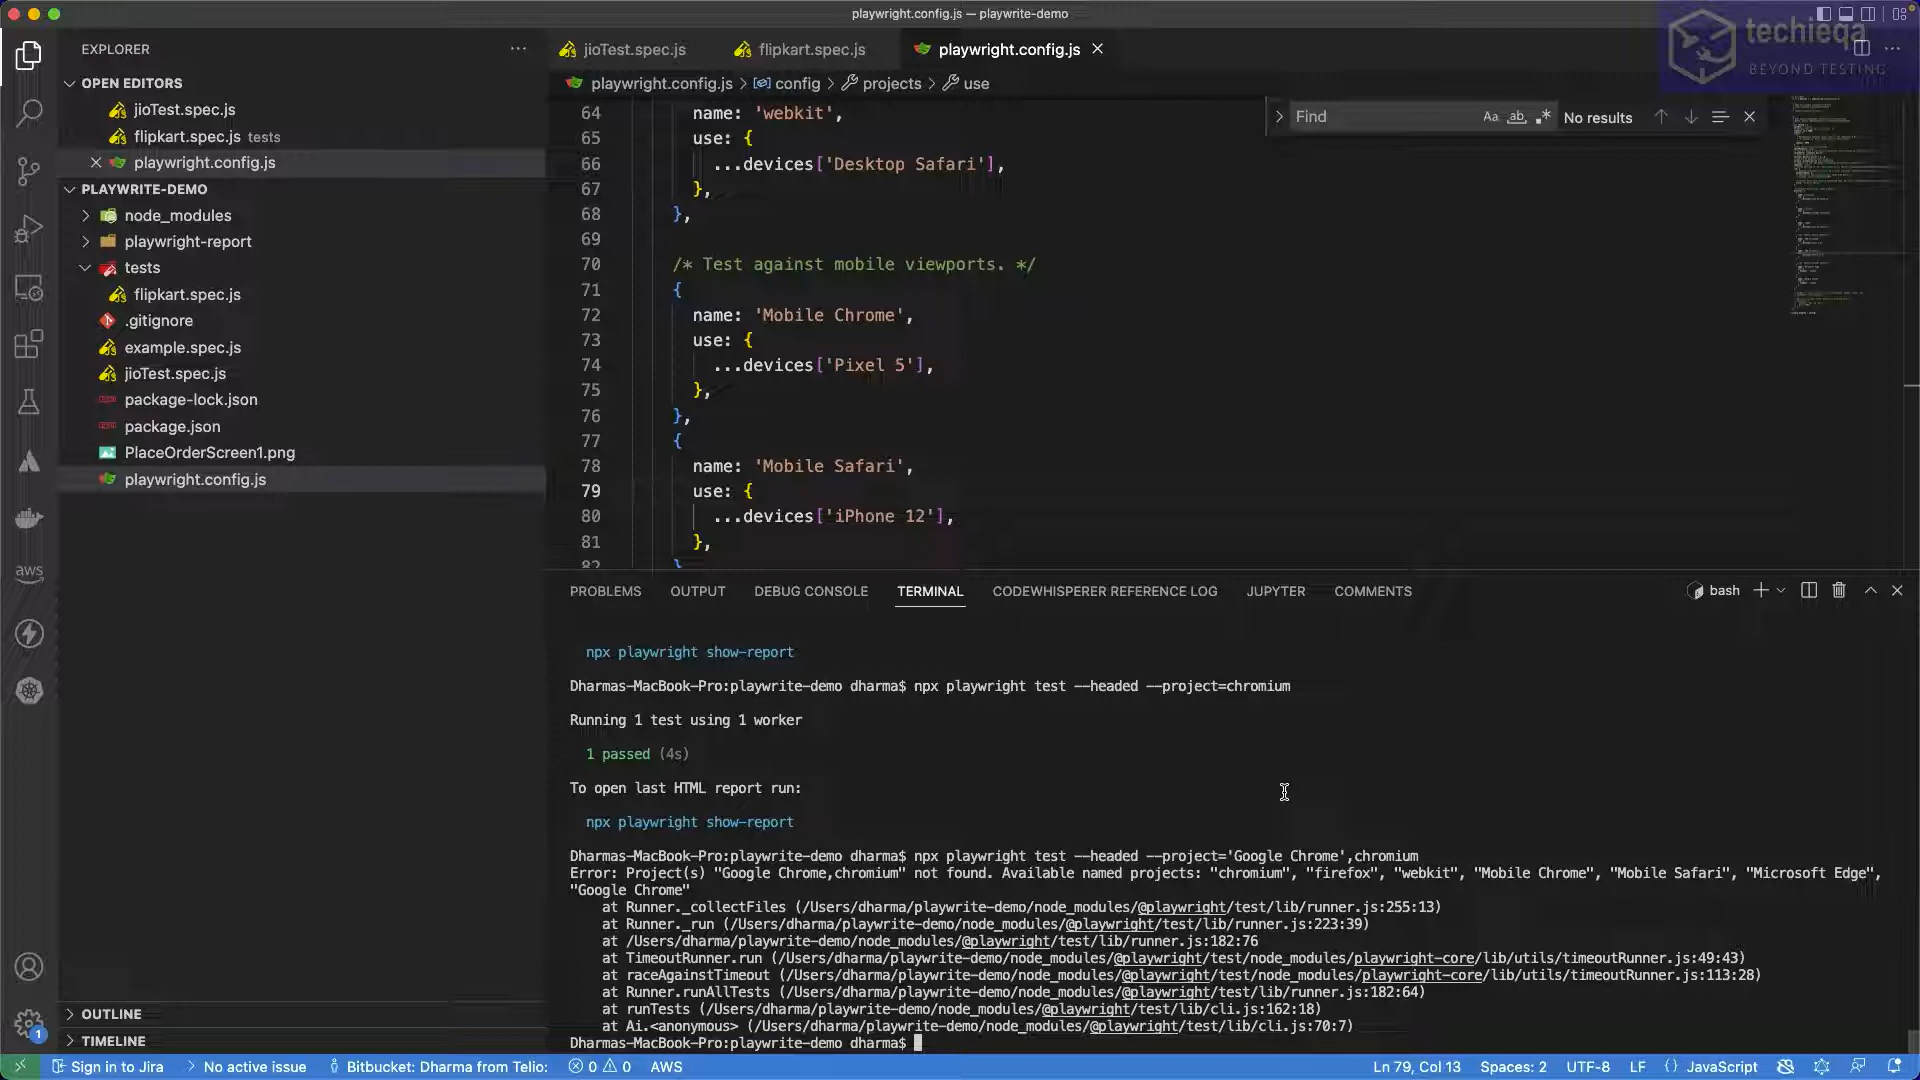 playwright.config.js — playwrite-demo
techieqa
BEYOND TESTING
EXPLORER
OPEN EDITORS
jioTest.spec.js
flipkart.spec.js tests
playwright.config.js
PLAYWRITE-DEMO
node_modules
playwright-report
tests
flipkart.spec.js
.gitignore
example.spec.js
jioTest.spec.js
package-lock.json
package.json
PlaceOrderScreen1.png
playwright.config.js
aws
1
OUTLINE
TIMELINE
jioTest.spec.js flipkart.spec.js playwright.config.js
playwright.config.js > config > projects > use
Find Aa ab .* No results
64 name: 'webkit',
65 use: {
66 ...devices['Desktop Safari'],
67 },
68 },
69
70 /* Test against mobile viewports. */
71 {
72 name: 'Mobile Chrome',
73 use: {
74 ...devices['Pixel 5'],
75 },
76 },
77 {
78 name: 'Mobile Safari',
79 use: {
80 ...devices['iPhone 12'],
81 },
82 }
PROBLEMS OUTPUT DEBUG CONSOLE TERMINAL CODEWHISPERER REFERENCE LOG JUPYTER COMMENTS bash
npx playwright show-report
Dharmas-MacBook-Pro:playwrite-demo dharma$ npx playwright test --headed --project=chromium
Running 1 test using 1 worker
1 passed (4s)
To open last HTML report run:
npx playwright show-report
Dharmas-MacBook-Pro:playwrite-demo dharma$ npx playwright test --headed --project='Google Chrome',chromium
Error: Project(s) "Google Chrome,chromium" not found. Available named projects: "chromium", "firefox", "webkit", "Mobile Chrome", "Mobile Safari", "Microsoft Edge",
"Google Chrome"
at Runner._collectFiles (/Users/dharma/playwrite-demo/node_modules/@playwright/test/lib/runner.js:255:13)
at Runner._run (/Users/dharma/playwrite-demo/node_modules/@playwright/test/lib/runner.js:223:39)
at /Users/dharma/playwrite-demo/node_modules/@playwright/test/lib/runner.js:182:76
at TimeoutRunner.run (/Users/dharma/playwrite-demo/node_modules/@playwright/test/node_modules/playwright-core/lib/utils/timeoutRunner.js:49:43)
at raceAgainstTimeout (/Users/dharma/playwrite-demo/node_modules/@playwright/test/node_modules/playwright-core/lib/utils/timeoutRunner.js:113:28)
at Runner.runAllTests (/Users/dharma/playwrite-demo/node_modules/@playwright/test/lib/runner.js:182:64)
at runTests (/Users/dharma/playwrite-demo/node_modules/@playwright/test/lib/cli.js:162:18)
at Ai.<anonymous> (/Users/dharma/playwrite-demo/node_modules/@playwright/test/lib/cli.js:70:7)
Dharmas-MacBook-Pro:playwrite-demo dharma$
Sign in to Jira No active issue Bitbucket: Dharma from Telio: 0 0 AWS Ln 79, Col 13 Spaces: 2 UTF-8 LF {} JavaScript